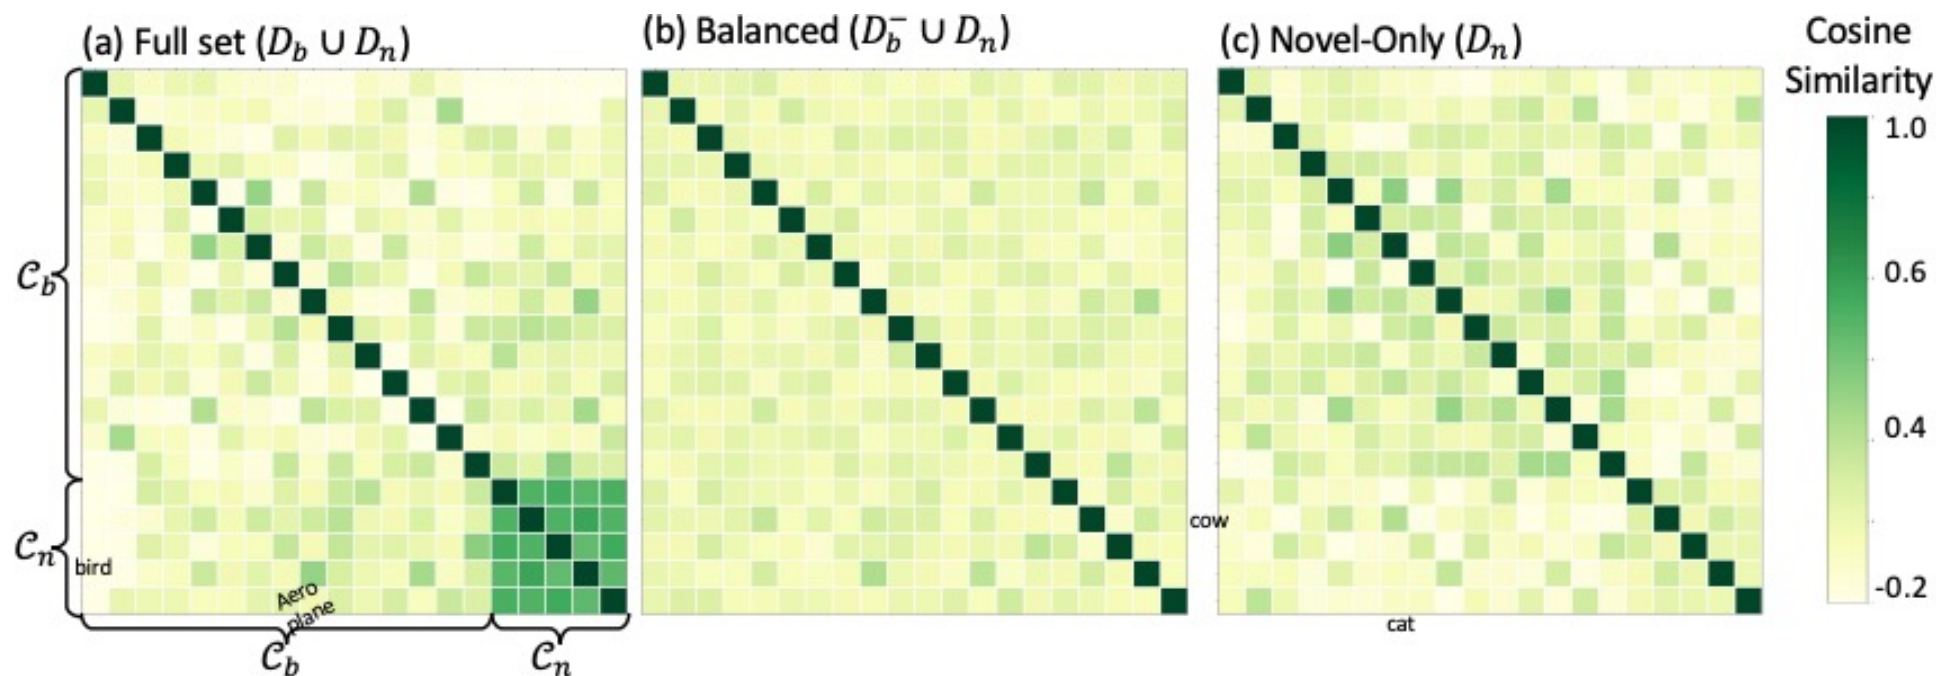 (a) Full set (D_b ∪ D_n)
(b) Balanced (D_b^- ∪ D_n)
(c) Novel-Only (D_n)
Cosine
Similarity
1.0
0.6
0.4
-0.2
C_b
C_n
bird
Aero
plane
cow
cat
C_b
C_n